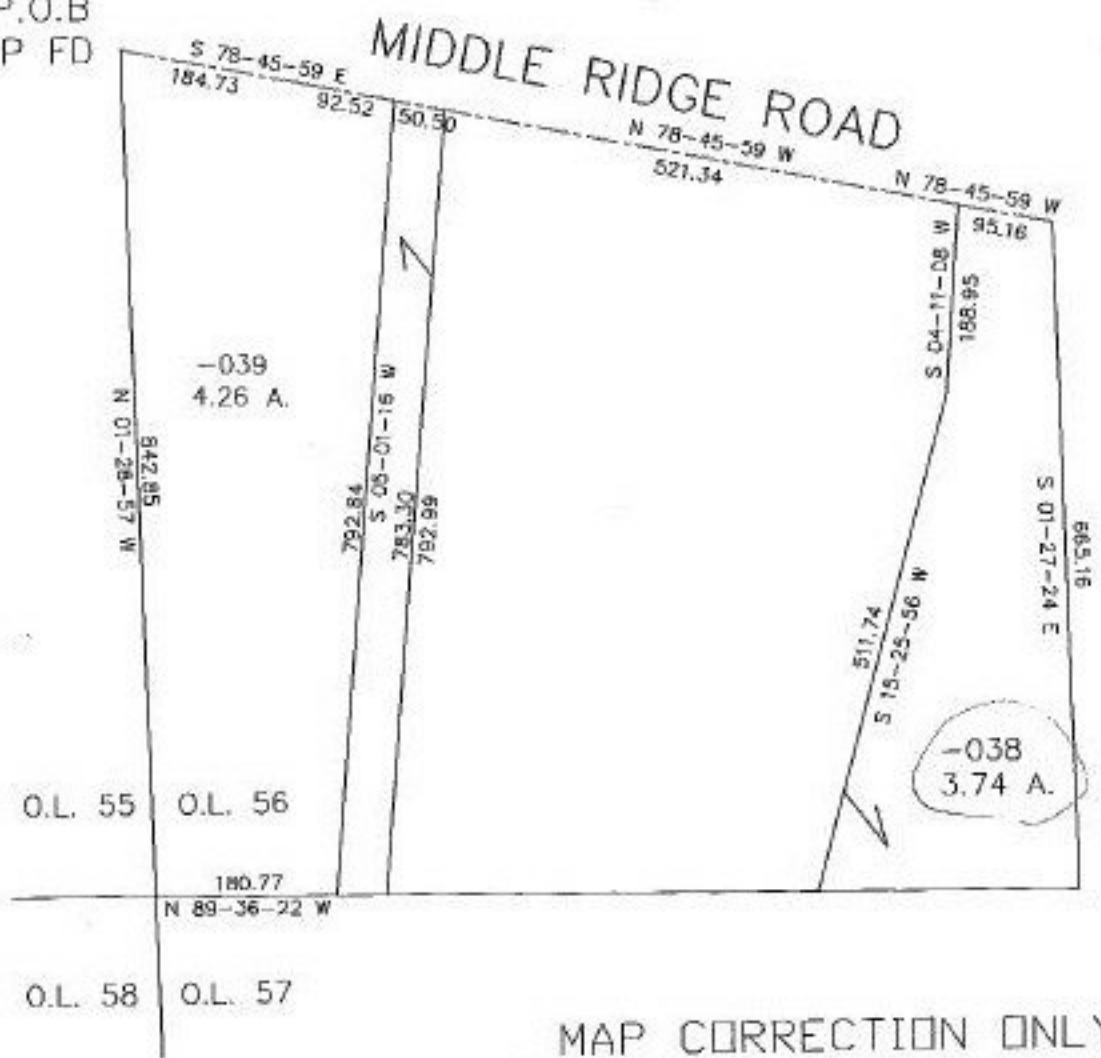 P.O.B
P FD
MIDDLE RIDGE ROAD
S 78-45-59 E
184.73
92.52
50.50
N 78-45-59 W
521.34
N 78-45-59 W
95.16
S 04-11-08 W
188.95
-039
4.26 A.
N 01-28-57 W
842.85
792.84
S 05-01-16 W
783.30
792.99
511.74
S 15-25-56 W
S 01-27-24 E
665.16
-038
3.74 A.
O.L. 55
O.L. 56
180.77
N 89-36-22 W
O.L. 58
O.L. 57
MAP CORRECTION ONLY